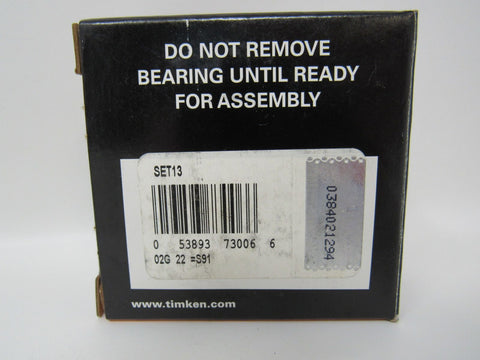 DO NOT REMOVE
BEARING UNTIL READY
FOR ASSEMBLY
SET13
0 53893 73006 6
02G 22 =S91
0384021294
www.timken.com